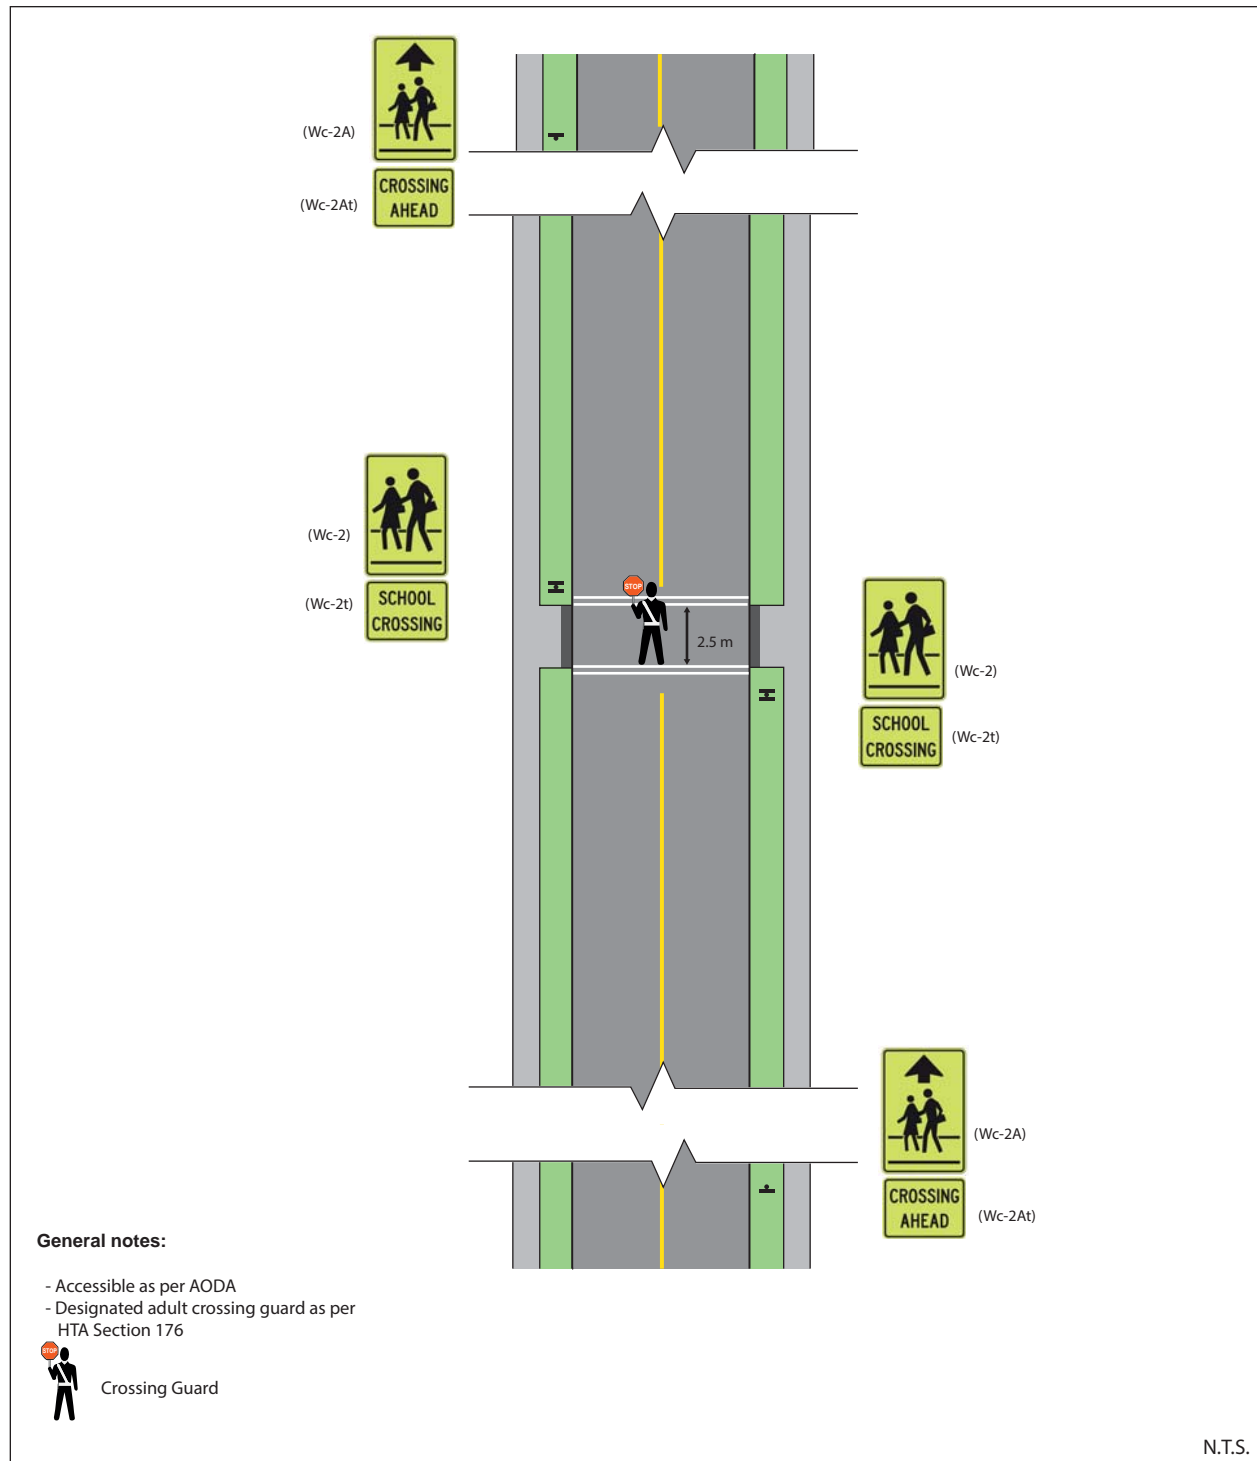 (Wc-2A)
CROSSING
AHEAD
(Wc-2At)
(Wc-2)
SCHOOL
CROSSING
(Wc-2t)
STOP
2.5 m
(Wc-2)
SCHOOL
CROSSING
(Wc-2t)
(Wc-2A)
CROSSING
AHEAD
(Wc-2At)
General notes:
- Accessible as per AODA
- Designated adult crossing guard as per
HTA Section 176
STOP
Crossing Guard
N.T.S.